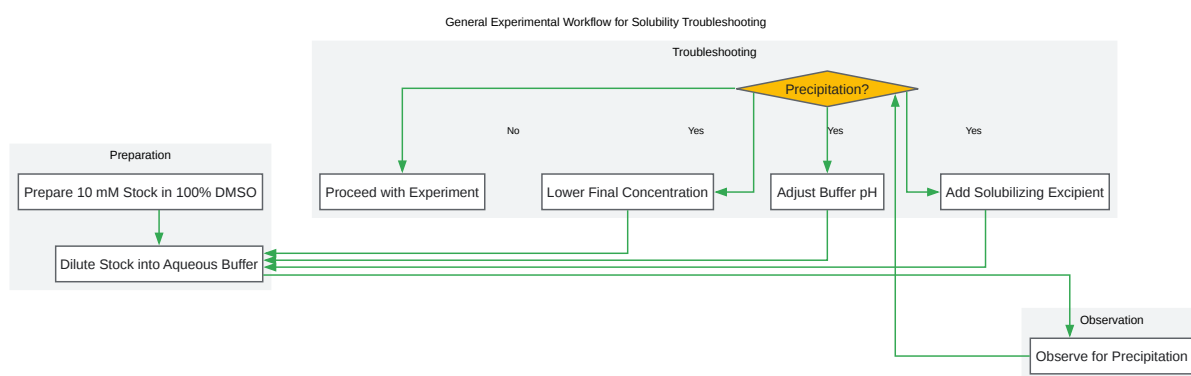 General Experimental Workflow for Solubility Troubleshooting
Troubleshooting
Precipitation?
No
Yes
Yes
Yes
Preparation
Prepare 10 mM Stock in 100% DMSO
Proceed with Experiment
Lower Final Concentration
Adjust Buffer pH
Add Solubilizing Excipient
Dilute Stock into Aqueous Buffer
Observation
Observe for Precipitation